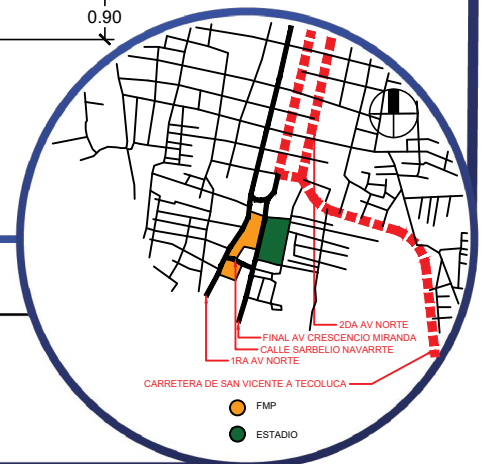 0.90
2DA AV NORTE
FINAL AV CRESCENCIO MIRANDA
CALLE SARBELIO NAVARRTE
1RA AV NORTE
CARRETERA DE SAN VICENTE A TECOLUCA
FMP
ESTADIO